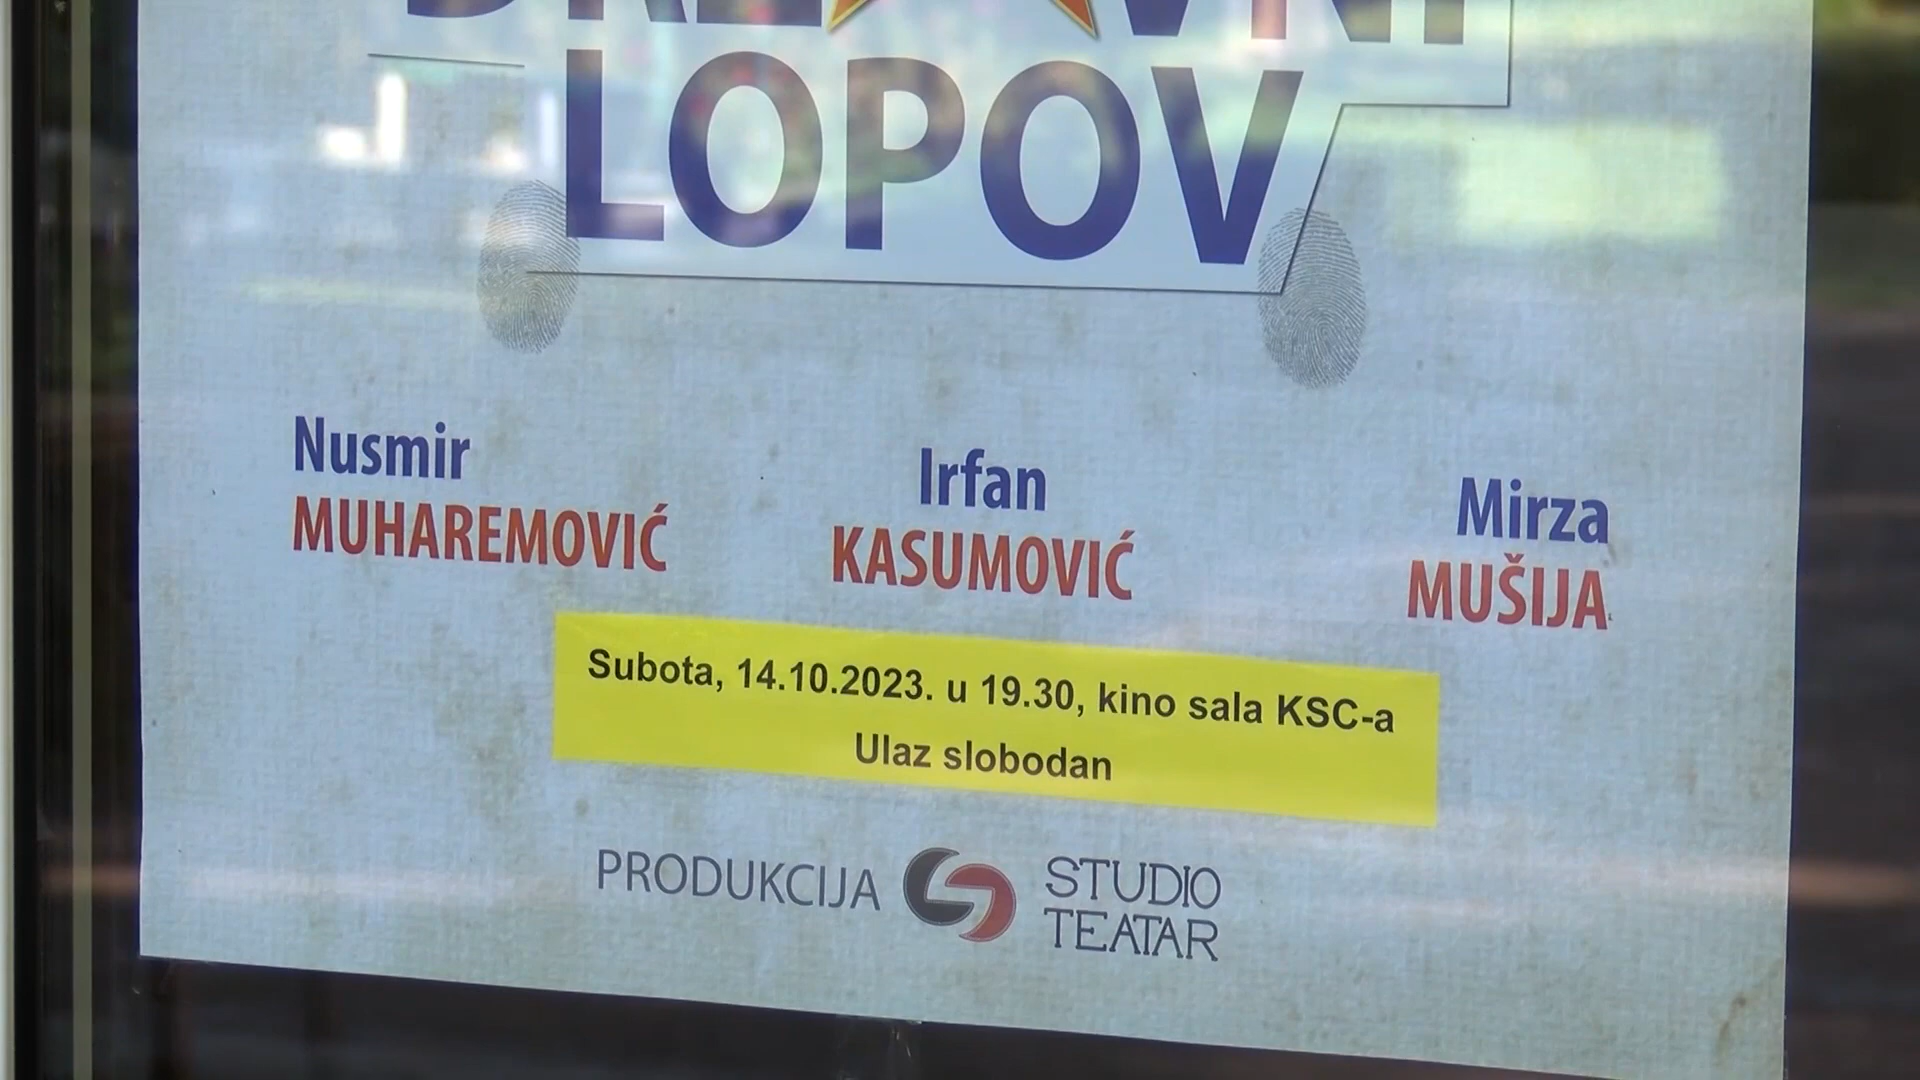 DRŽAVNI
LOPOV
Nusmir
MUHAREMOVIĆ
Irfan
KASUMOVIĆ
Mirza
MUŠIJA
Subota, 14.10.2023. u 19.30, kino sala KSC-a
Ulaz slobodan
PRODUKCIJA
STUDIO
TEATAR